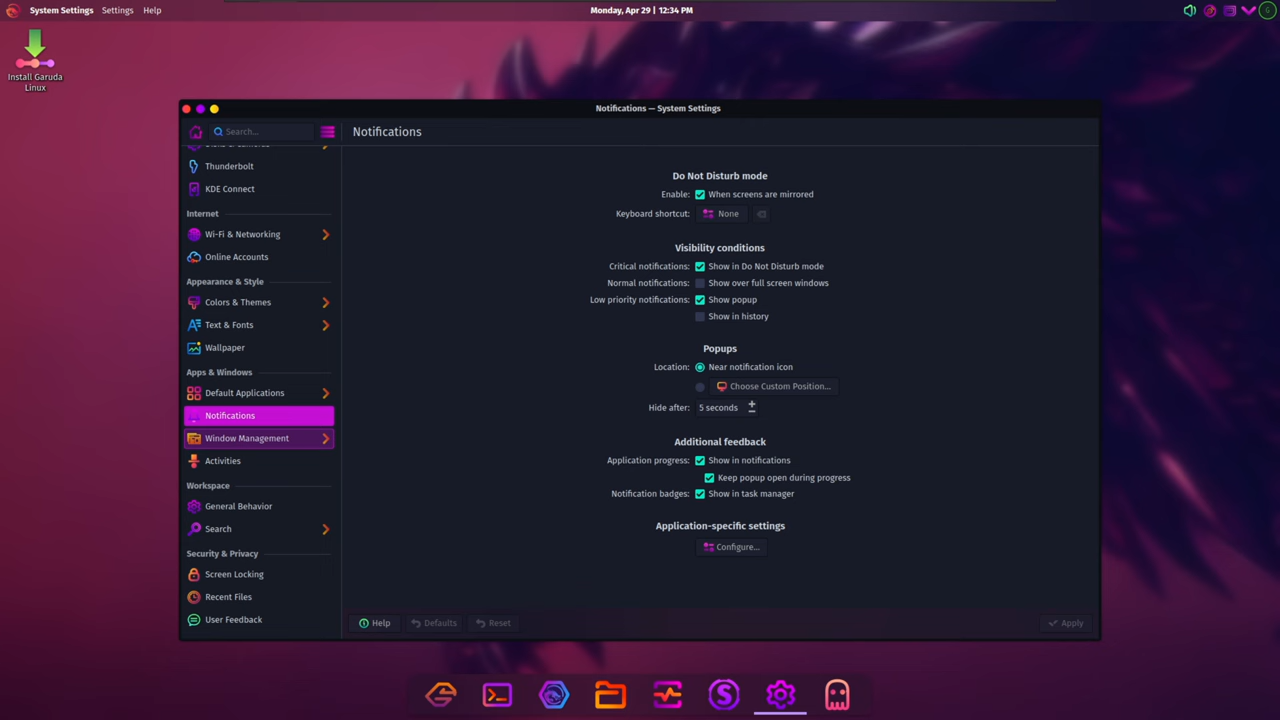 System Settings Settings Help
Monday, Apr 29 | 12:34 PM
Install Garuda
Linux
Notifications — System Settings
Search...
Notifications
Thunderbolt
KDE Connect
Internet
Wi-Fi & Networking
Online Accounts
Appearance & Style
Colors & Themes
Text & Fonts
Wallpaper
Apps & Windows
Default Applications
Notifications
Window Management
Activities
Workspace
General Behavior
Search
Security & Privacy
Screen Locking
Recent Files
User Feedback
Do Not Disturb mode
Enable: When screens are mirrored
Keyboard shortcut: None
Visibility conditions
Critical notifications: Show in Do Not Disturb mode
Normal notifications: Show over full screen windows
Low priority notifications: Show popup
Show in history
Popups
Location: Near notification icon
Choose Custom Position...
Hide after: 5 seconds
Additional feedback
Application progress: Show in notifications
Keep popup open during progress
Notification badges: Show in task manager
Application-specific settings
Configure...
Help Defaults Reset Apply